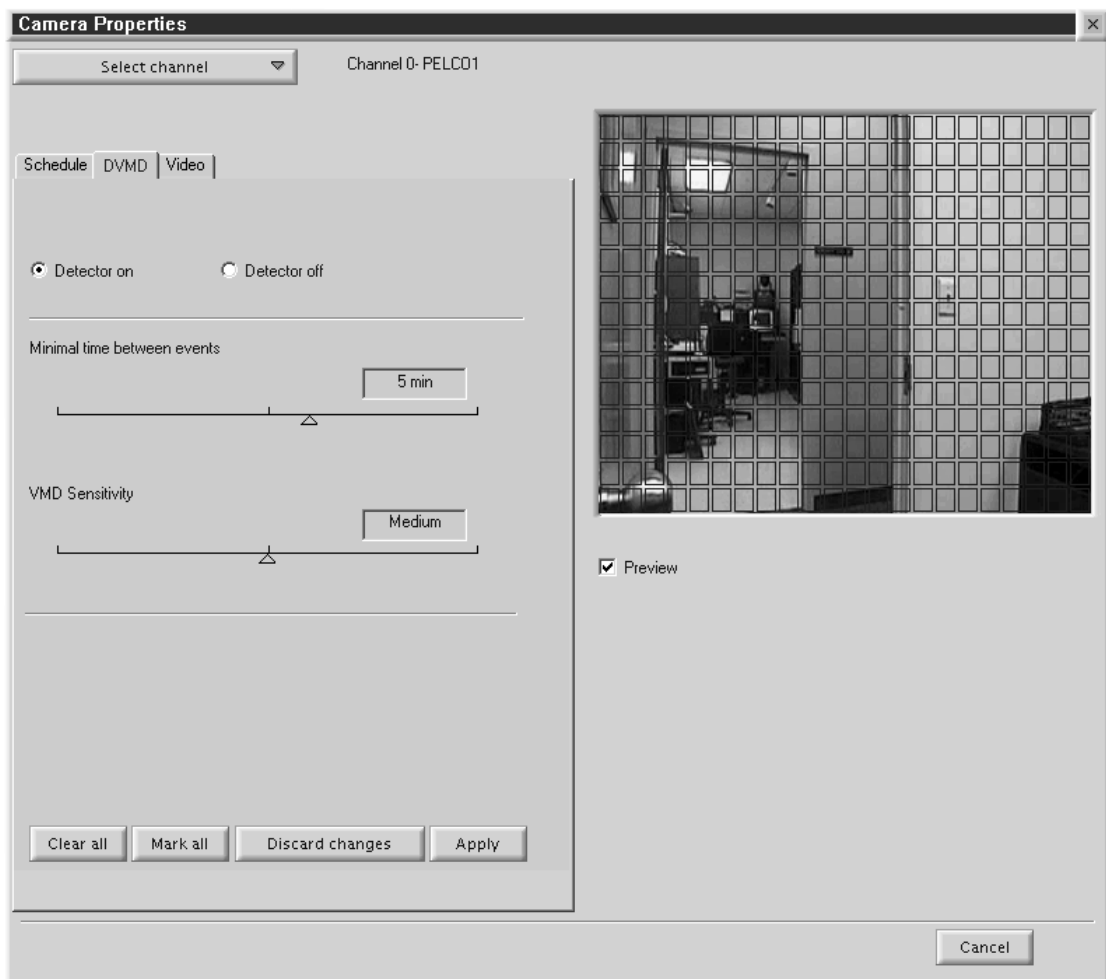 Camera Properties
Select channel
Channel 0- PELCO1
Schedule
DVMD
Video
Detector on
Detector off
Minimal time between events
5 min
VMD Sensitivity
Medium
Preview
Clear all
Mark all
Discard changes
Apply
Cancel